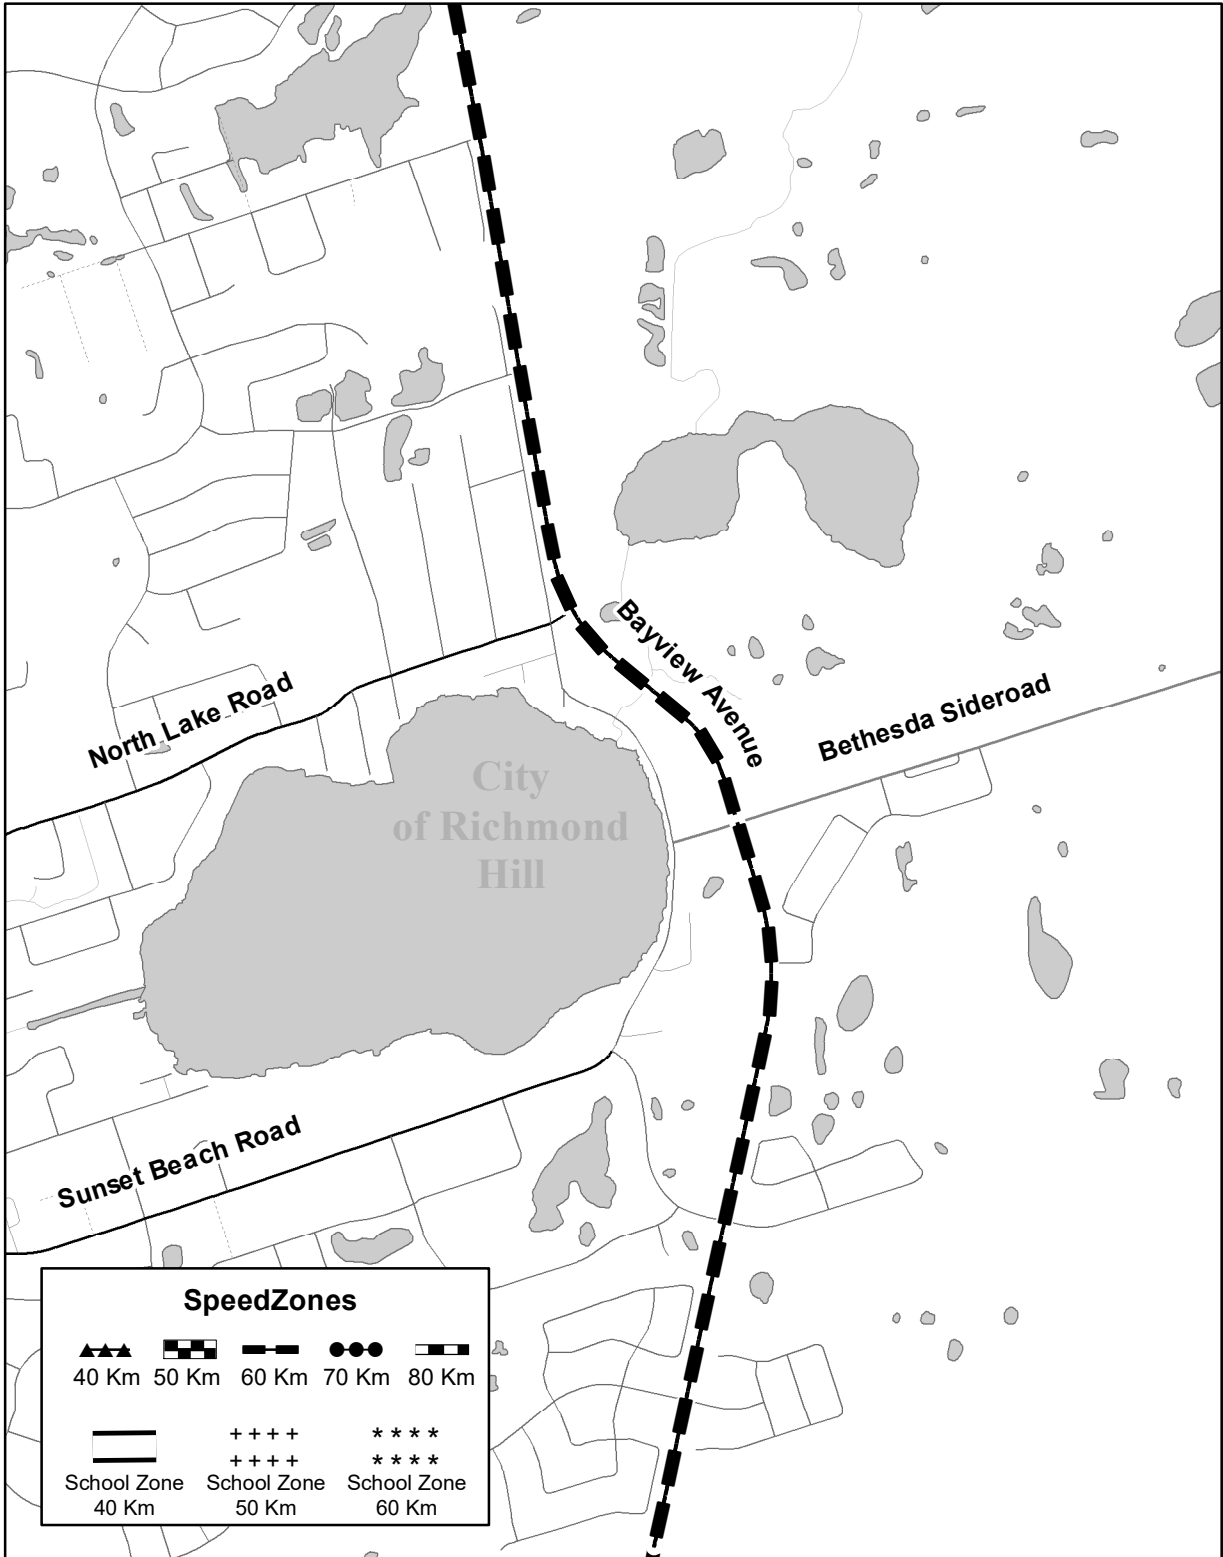 Bayview Avenue
Bethesda Sideroad
North Lake Road
City
of Richmond
Hill
Sunset Beach Road
SpeedZones
40 Km 50 Km 60 Km 70 Km 80 Km
School Zone School Zone School Zone
40 Km 50 Km 60 Km